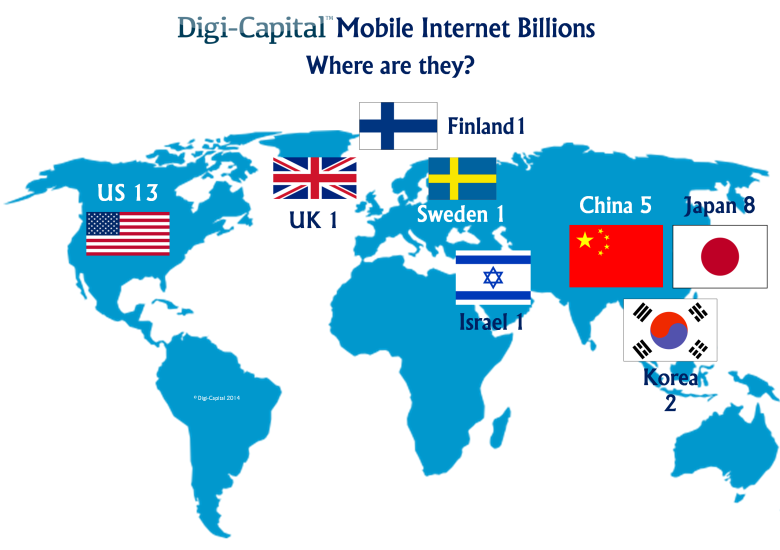 Digi-Capital™ Mobile Internet Billions
Where are they?
Finland 1
US 13
UK 1
Sweden 1
China 5
Japan 8
Israel 1
Korea
2
© Digi-Capital 2014